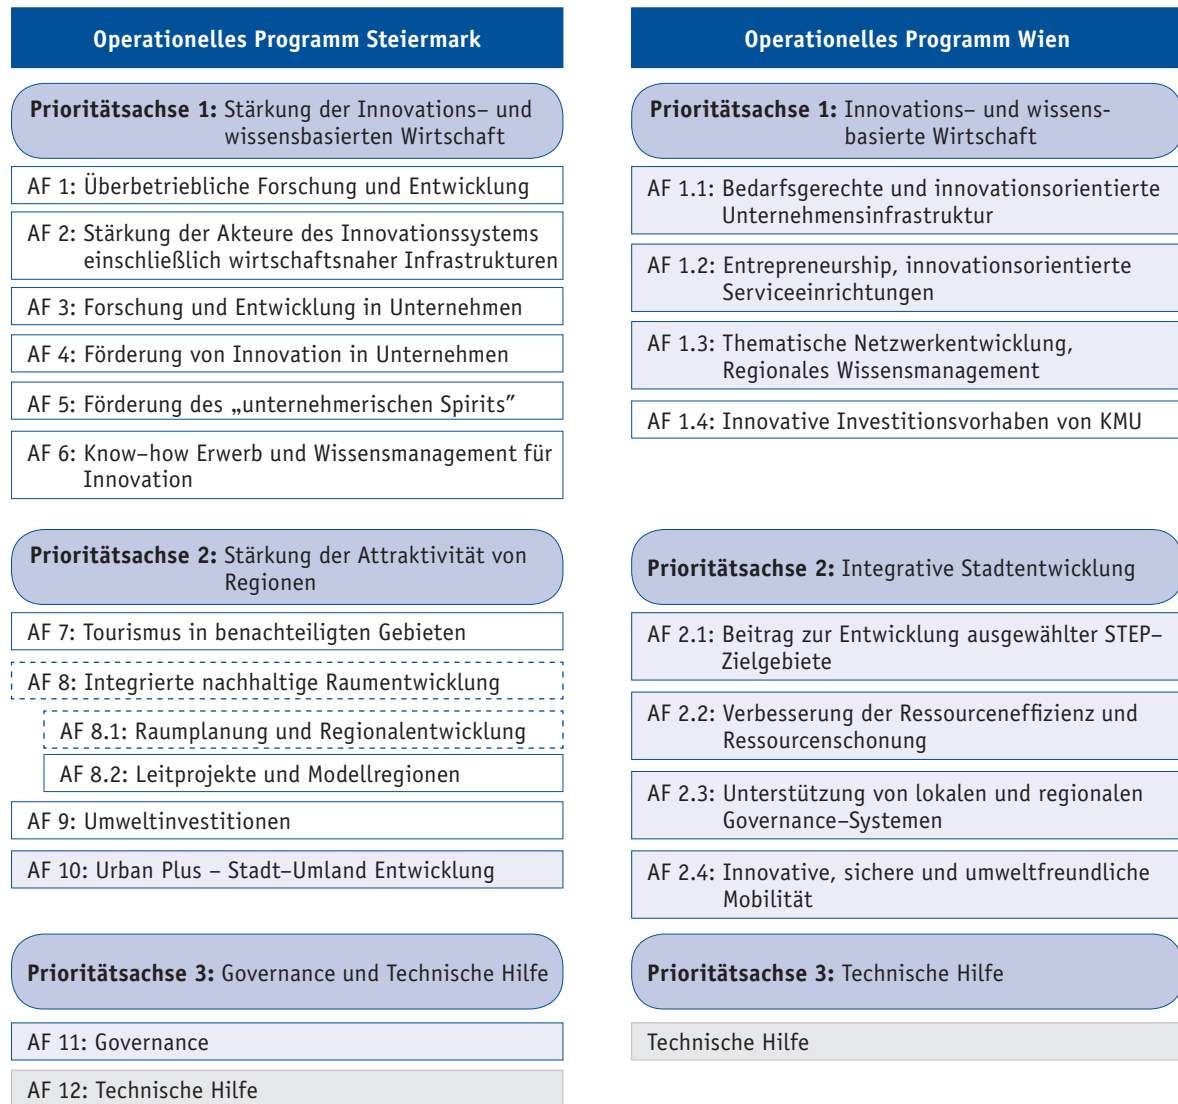 Operationelles Programm Steiermark
Prioritätsachse 1: Stärkung der Innovations– und
wissensbasierten Wirtschaft
AF 1: Überbetriebliche Forschung und Entwicklung
AF 2: Stärkung der Akteure des Innovationssystems
einschließlich wirtschaftsnaher Infrastrukturen
AF 3: Forschung und Entwicklung in Unternehmen
AF 4: Förderung von Innovation in Unternehmen
AF 5: Förderung des „unternehmerischen Spirits”
AF 6: Know–how Erwerb und Wissensmanagement für
Innovation
Prioritätsachse 2: Stärkung der Attraktivität von
Regionen
AF 7: Tourismus in benachteiligten Gebieten
AF 8: Integrierte nachhaltige Raumentwicklung
AF 8.1: Raumplanung und Regionalentwicklung
AF 8.2: Leitprojekte und Modellregionen
AF 9: Umweltinvestitionen
AF 10: Urban Plus – Stadt–Umland Entwicklung
Prioritätsachse 3: Governance und Technische Hilfe
AF 11: Governance
AF 12: Technische Hilfe
Operationelles Programm Wien
Prioritätsachse 1: Innovations– und wissens-
basierte Wirtschaft
AF 1.1: Bedarfsgerechte und innovationsorientierte
Unternehmensinfrastruktur
AF 1.2: Entrepreneurship, innovationsorientierte
Serviceeinrichtungen
AF 1.3: Thematische Netzwerkentwicklung,
Regionales Wissensmanagement
AF 1.4: Innovative Investitionsvorhaben von KMU
Prioritätsachse 2: Integrative Stadtentwicklung
AF 2.1: Beitrag zur Entwicklung ausgewählter STEP–
Zielgebiete
AF 2.2: Verbesserung der Ressourceneffizienz und
Ressourcenschonung
AF 2.3: Unterstützung von lokalen und regionalen
Governance–Systemen
AF 2.4: Innovative, sichere und umweltfreundliche
Mobilität
Prioritätsachse 3: Technische Hilfe
Technische Hilfe